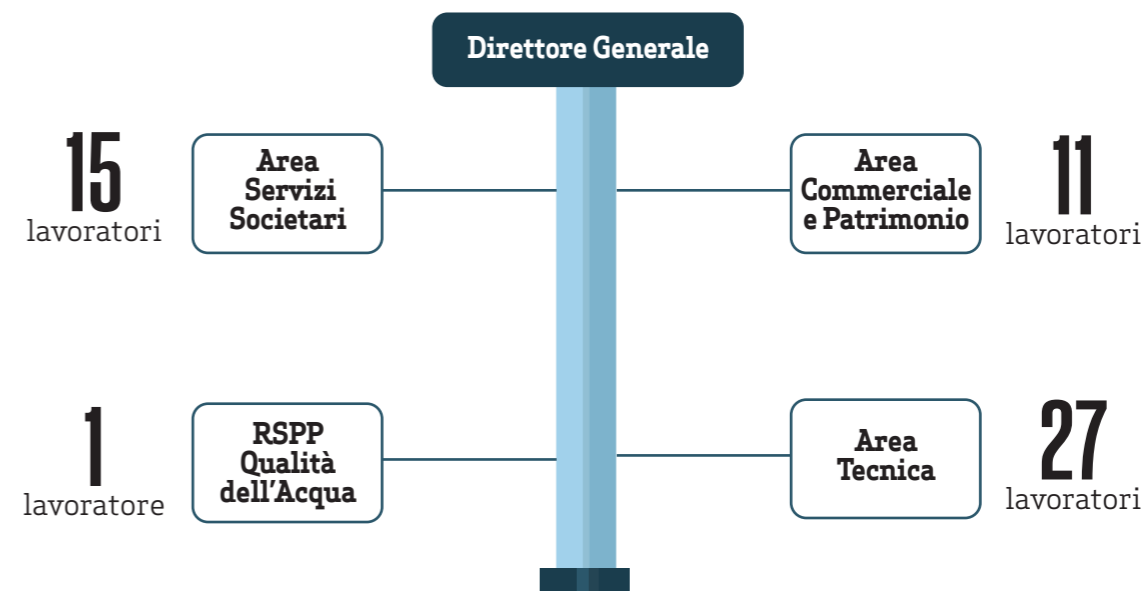 Direttore Generale
15
lavoratori
Area
Servizi
Societari
Area
Commerciale
e Patrimonio
11
lavoratori
1
lavoratore
RSPP
Qualità
dell'Acqua
Area
Tecnica
27
lavoratori